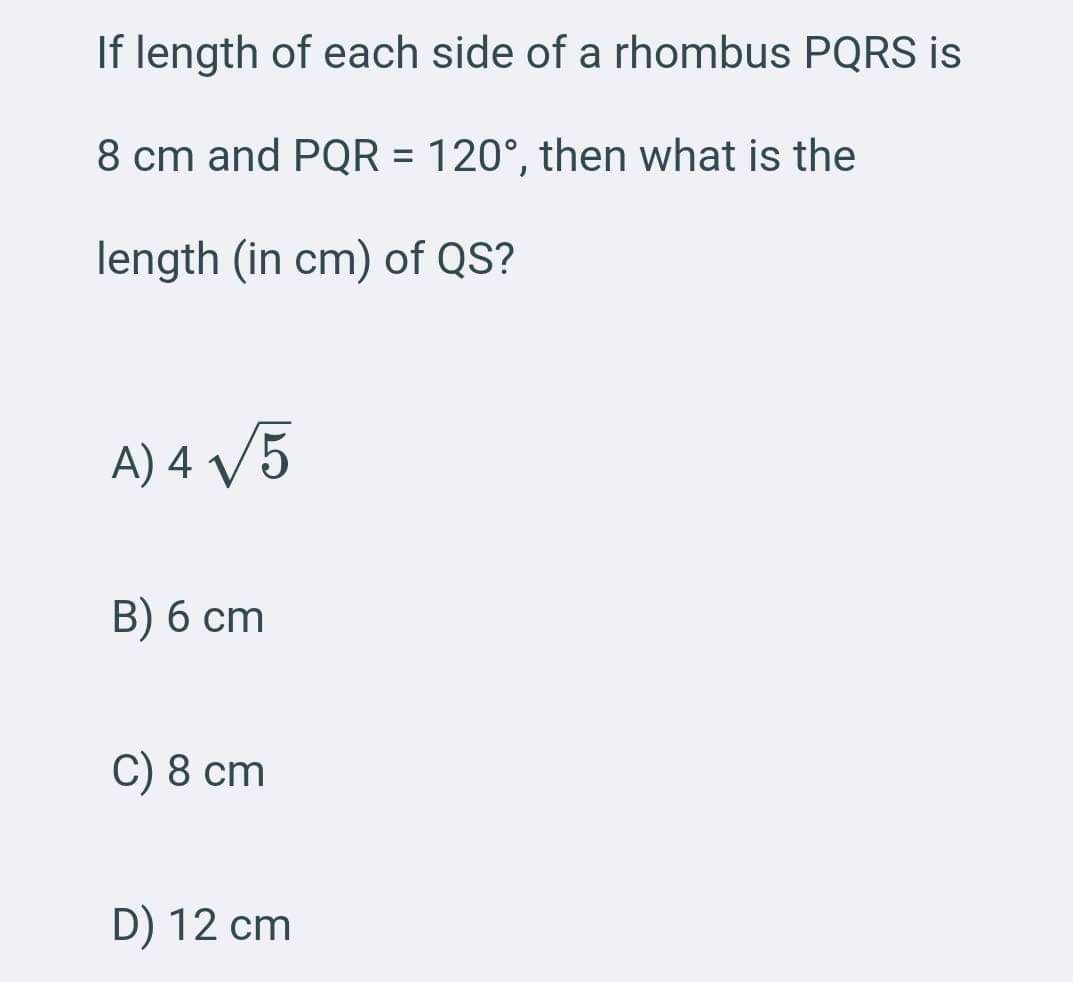 If length of each side of a rhombus PQRS is
8 cm and PQR = 120°, then what is the
length (in cm) of QS?
A) 4 √5
B) 6 cm
C) 8 cm
D) 12 cm